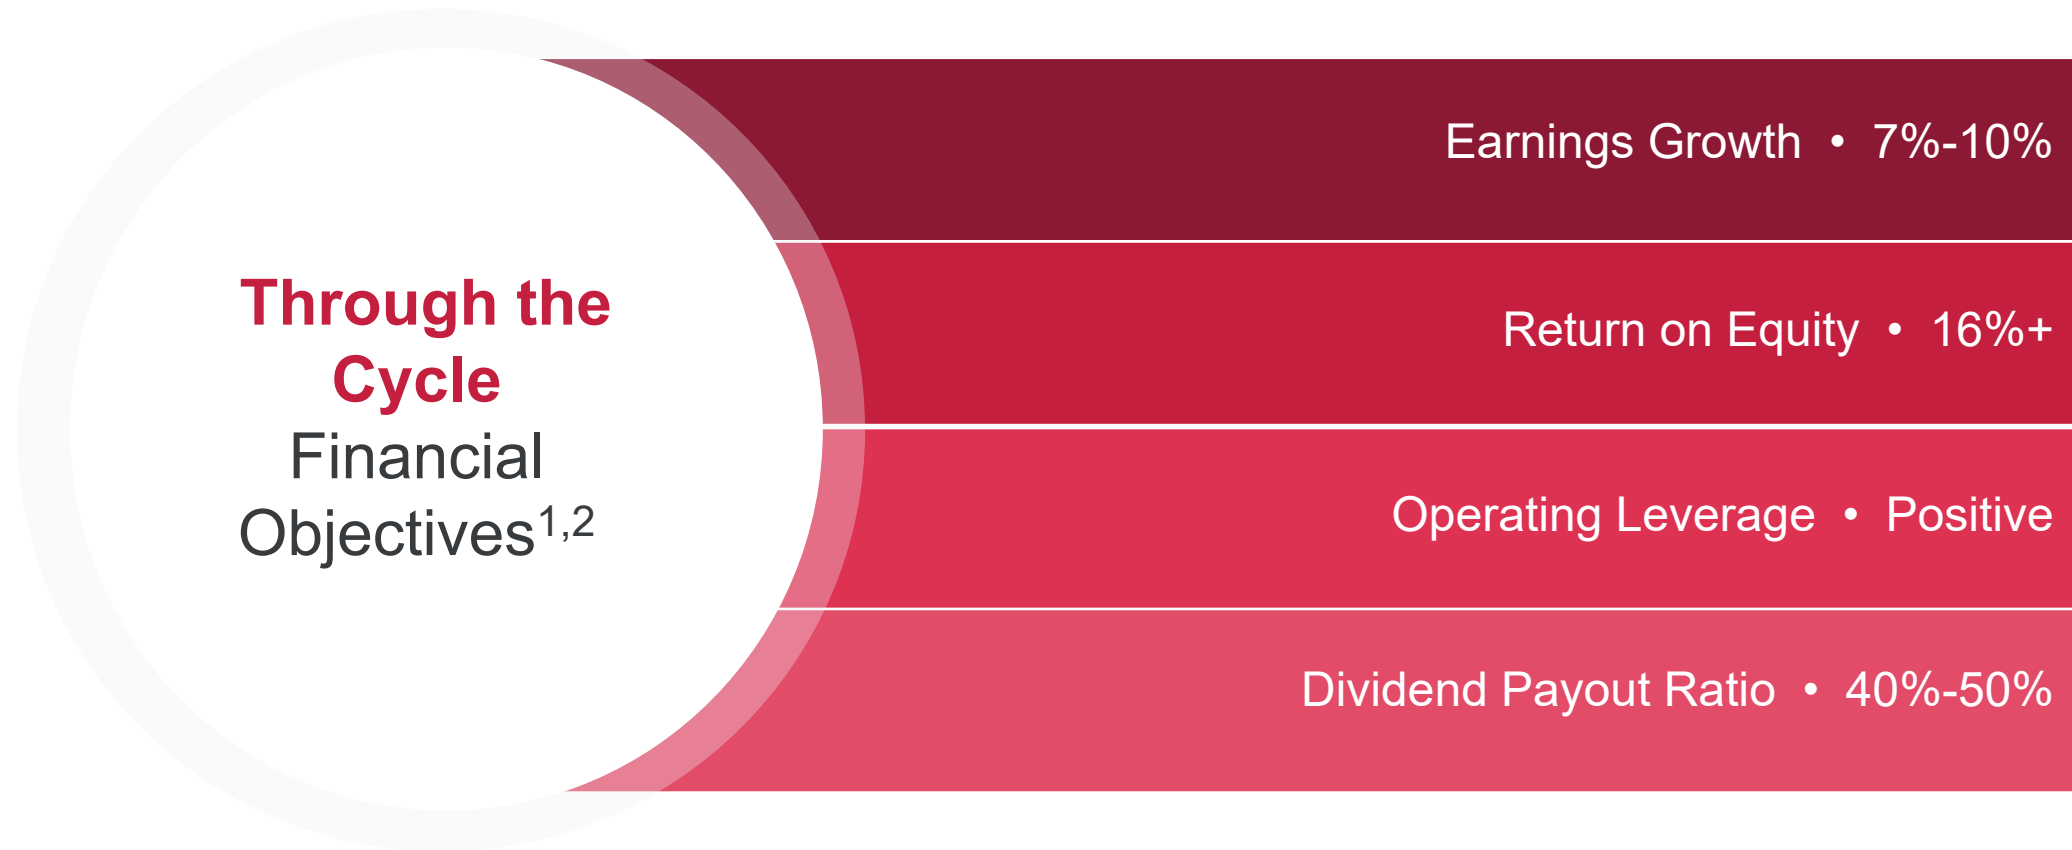 Through the
Cycle
Financial
Objectives1,2
Earnings Growth • 7%-10%
Return on Equity • 16%+
Operating Leverage • Positive
Dividend Payout Ratio • 40%-50%